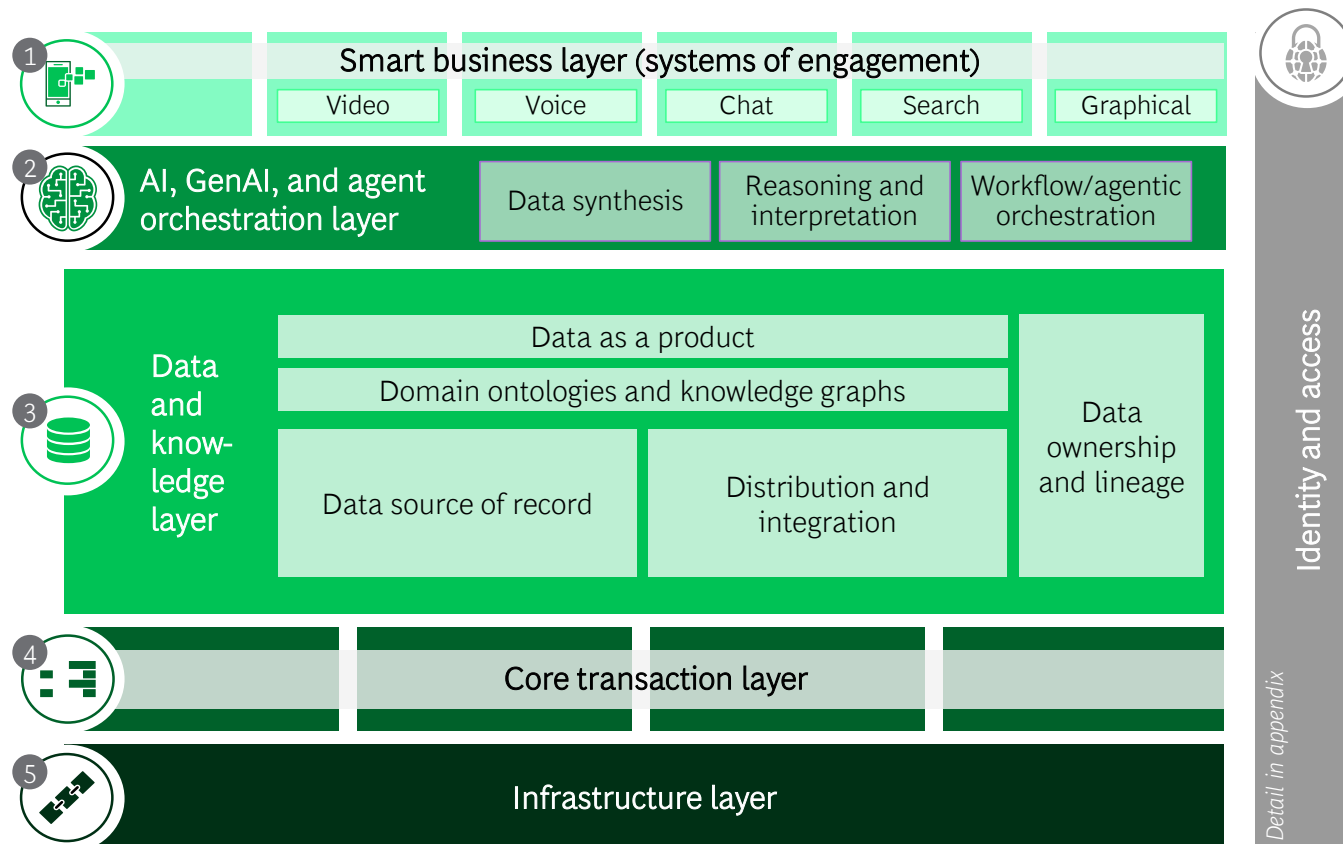 1
Smart business layer (systems of engagement)
Video
Voice
Chat
Search
Graphical
2
AI, GenAI, and agent
orchestration layer
Data synthesis
Reasoning and
interpretation
Workflow/agentic
orchestration
3
Data
and
know-
ledge
layer
Data as a product
Domain ontologies and knowledge graphs
Data source of record
Distribution and
integration
Data
ownership
and lineage
4
Core transaction layer
5
Infrastructure layer
Identity and access
Detail in appendix